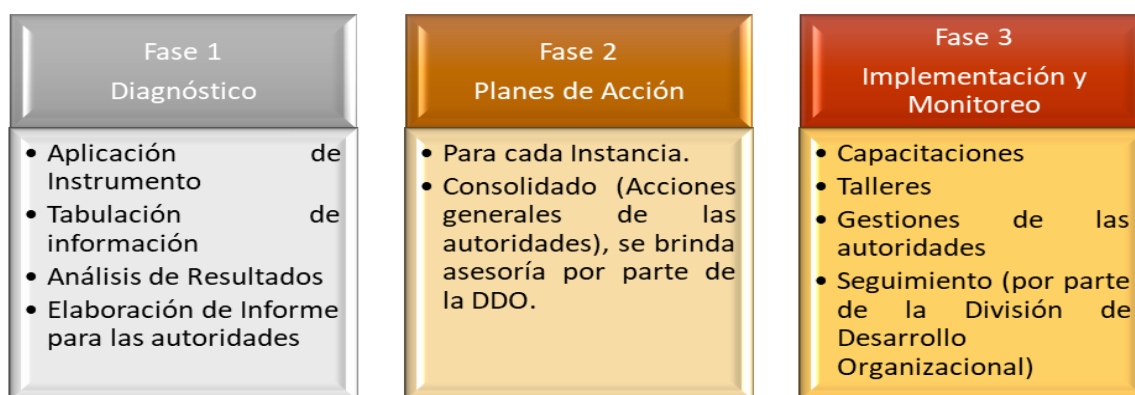 Fase 1
Diagnóstico
• Aplicación de
Instrumento
• Tabulación de
información
• Análisis de Resultados
• Elaboración de Informe
para las autoridades
Fase 2
Planes de Acción
• Para cada Instancia.
• Consolidado (Acciones
generales de las
autoridades), se brinda
asesoría por parte de
la DDO.
Fase 3
Implementación y
Monitoreo
• Capacitaciones
• Talleres
• Gestiones de las
autoridades
• Seguimiento (por parte
de la División de
Desarrollo
Organizacional)